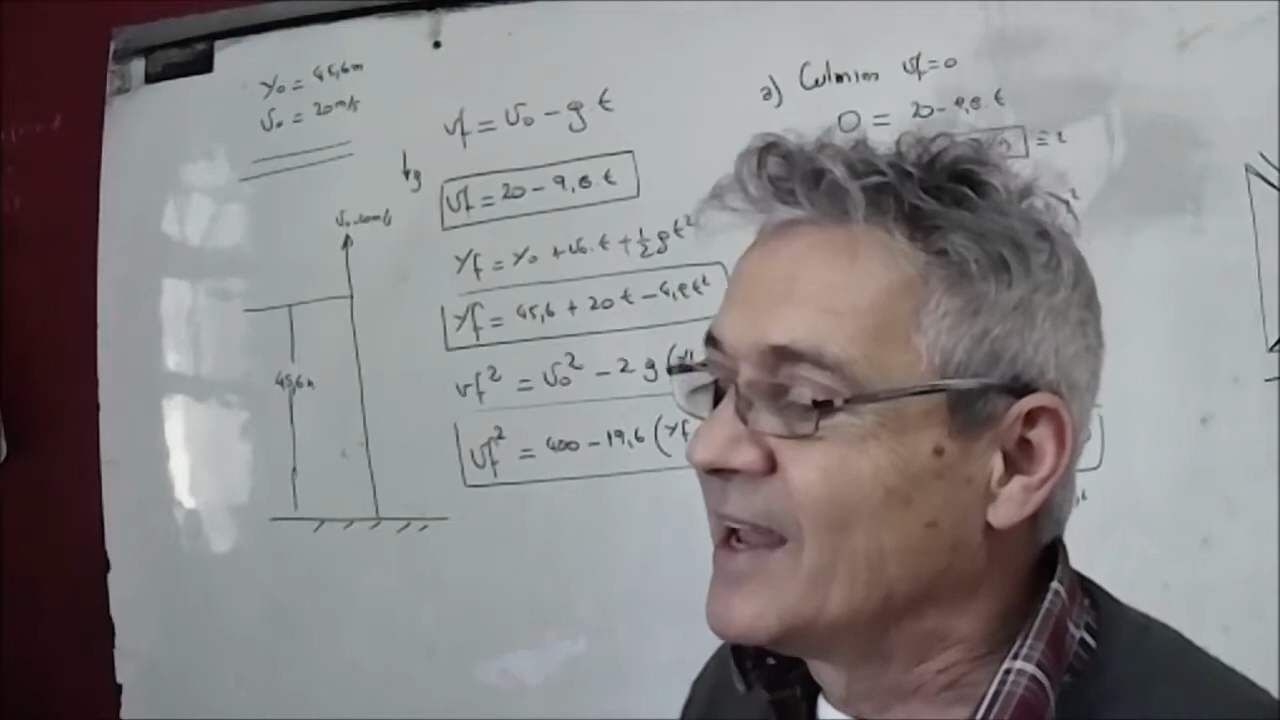 y₀ = 45,6m
v₀ = 20m/s
vf = v₀ - g t
g
vf = 20 - 9,8.t
yf = y₀ + v₀.t + ½ g t²
yf = 45,6 + 20 t - 4,9 t²
vf² = v₀² - 2 g (
vf² = 400 - 19,6 (yf
45,6m
a) Culmim vf = 0
0 = 20 - 9,8.t